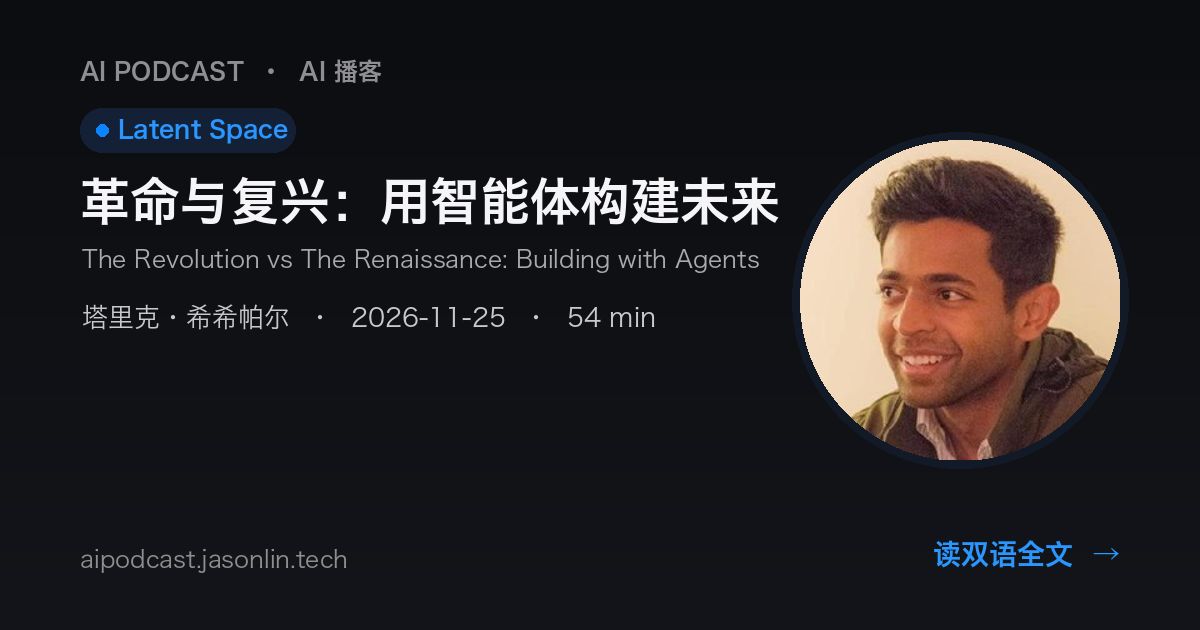 AI PODCAST · AI 播客
Latent Space
革命与复兴：用智能体构建未来
The Revolution vs The Renaissance: Building with Agents
塔里克·希希帕尔 · 2026-11-25 · 54 min
aipodcast.jasonlin.tech
读双语全文 →